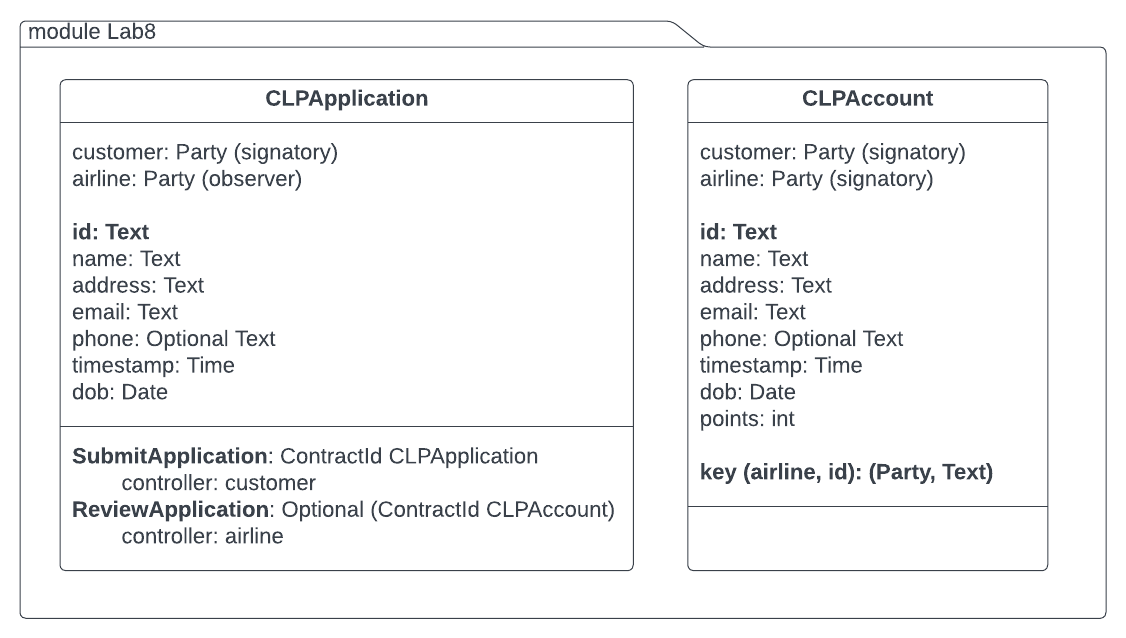 module Lab8
CLPApplication
customer: Party (signatory)
airline: Party (observer)
id: Text
name: Text
address: Text
email: Text
phone: Optional Text
timestamp: Time
dob: Date
SubmitApplication: ContractId CLPApplication
controller: customer
ReviewApplication: Optional (ContractId CLPAccount)
controller: airline
CLPAccount
customer: Party (signatory)
airline: Party (signatory)
id: Text
name: Text
address: Text
email: Text
phone: Optional Text
timestamp: Time
dob: Date
points: int
key (airline, id): (Party, Text)